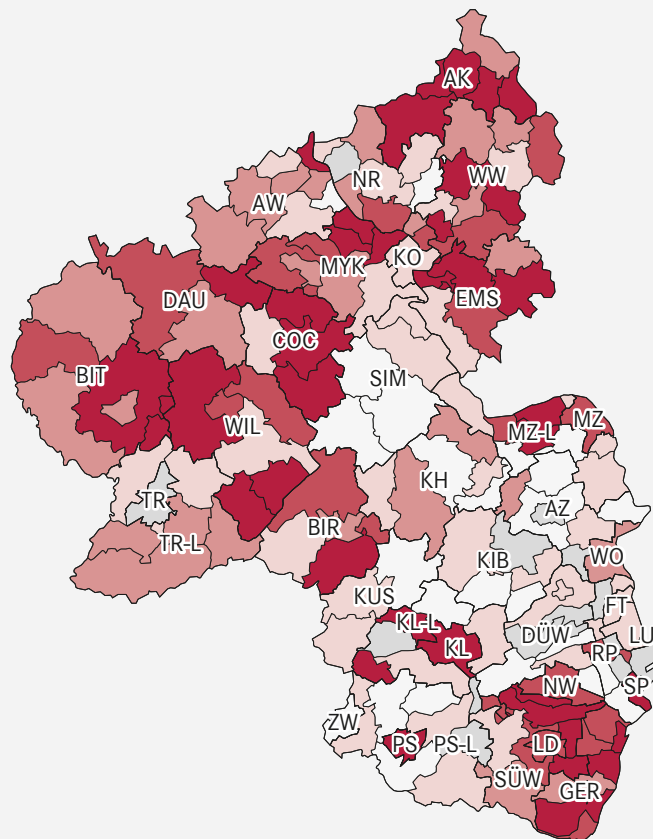 AK
NR
WW
AW
KO
MYK
DAU
EMS
COC
BIT
SIM
WIL
MZ-L
MZ
KH
TR
AZ
BIR
TR-L
KIB
WO
KUS
FT
KL-L
KL
DÜW
LU
RP
NW
SP
ZW
PS
PS-L
LD
SÜW
GER